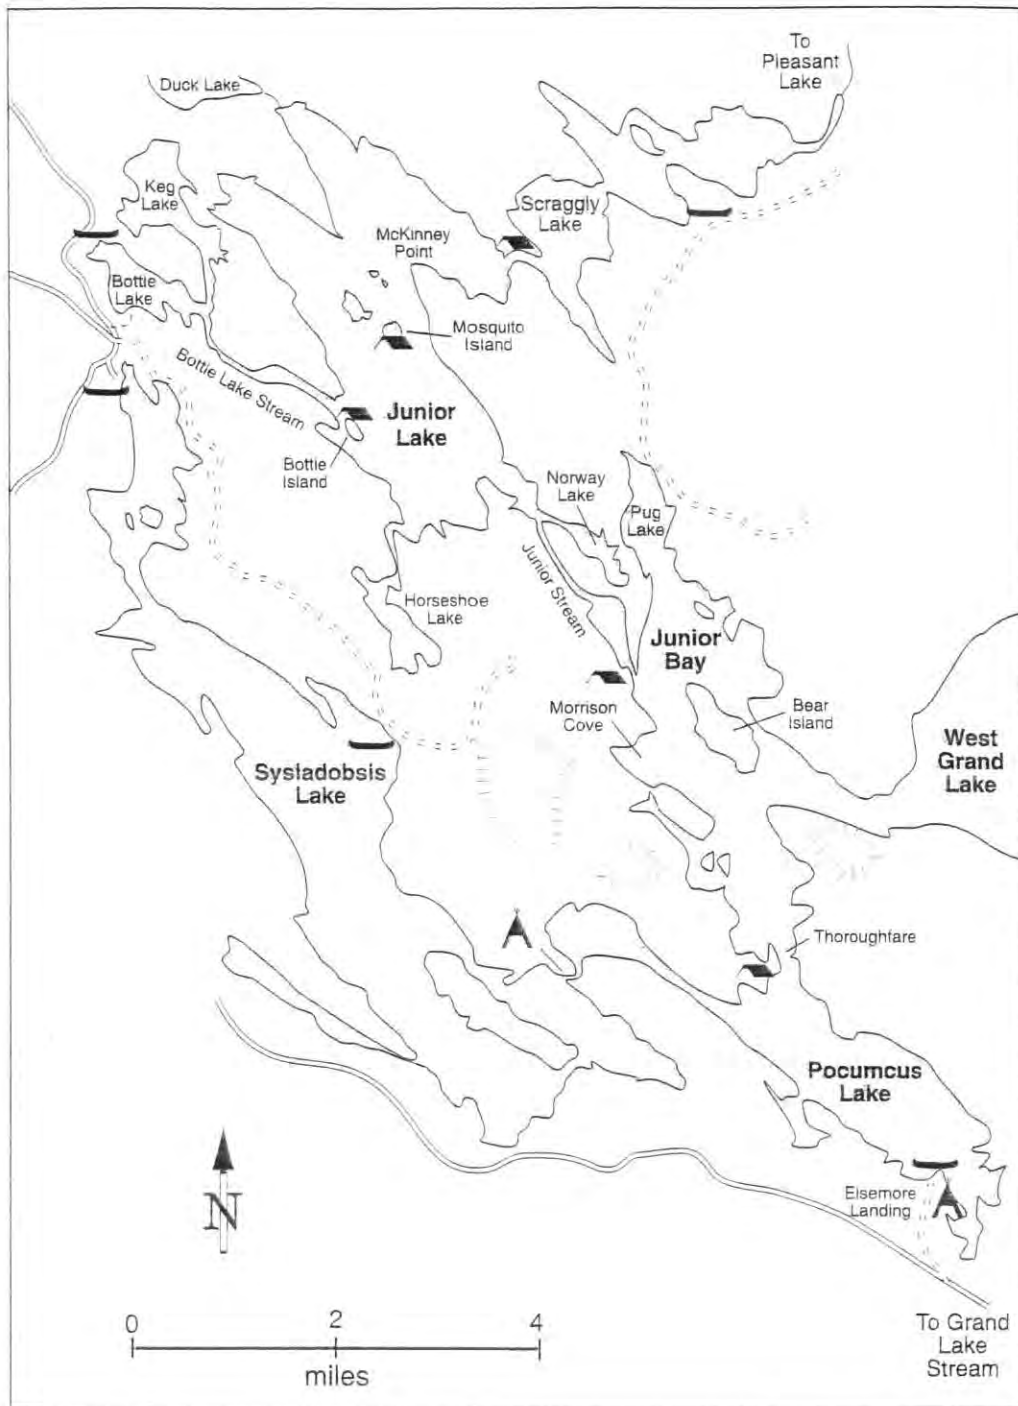 To
Pleasant
Lake
Duck Lake
Keg
Lake
Scraggly
Lake
McKinney
Point
Bottle
Lake
Mosquito
Island
Bottle Lake Stream
Junior
Lake
Bottle
Island
Norway
Lake
Pug
Lake
Junior Stream
Horseshoe
Lake
Junior
Bay
Morrison
Cove
Bear
Island
West
Grand
Lake
Sysladobsis
Lake
Thoroughfare
Pocumcus
Lake
Elsemore
Landing
N
0 2 4
miles
To Grand
Lake
Stream